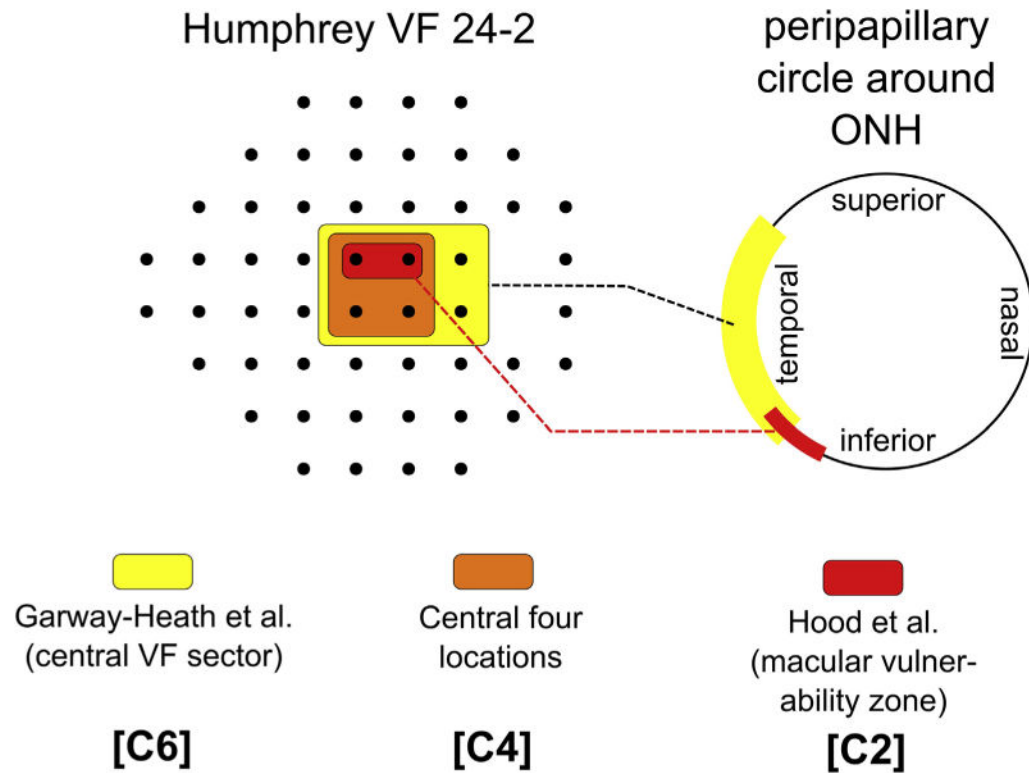 Humphrey VF 24-2
peripapillary
circle around
ONH
superior
temporal
nasal
inferior
Garway-Heath et al.
(central VF sector)
[C6]
Central four
locations
[C4]
Hood et al.
(macular vulner-
ability zone)
[C2]